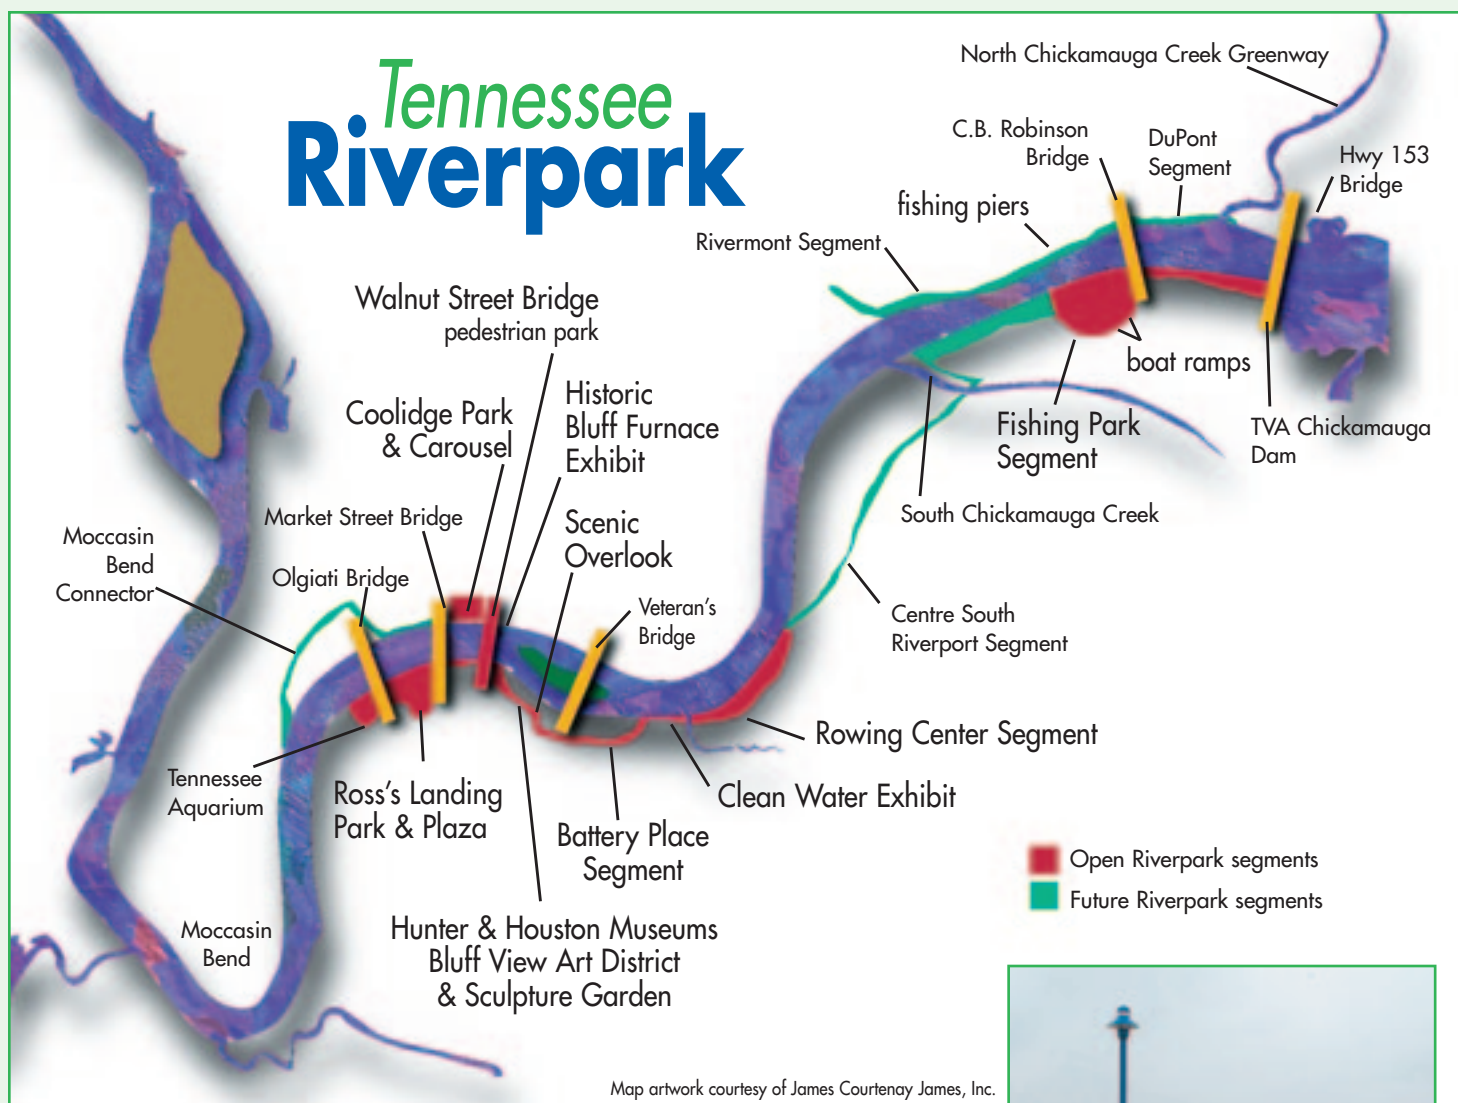 Tennessee
Riverpark
North Chickamauga Creek Greenway
C.B. Robinson
Bridge
DuPont
Segment
Hwy 153
Bridge
fishing piers
Rivermont Segment
Walnut Street Bridge
pedestrian park
Historic
Bluff Furnace
Exhibit
Coolidge Park
& Carousel
boat ramps
Fishing Park
Segment
TVA Chickamauga
Dam
South Chickamauga Creek
Market Street Bridge
Scenic
Overlook
Moccasin
Bend
Connector
Olgiati Bridge
Veteran's
Bridge
Centre South
Riverport Segment
Rowing Center Segment
Tennessee
Aquarium
Ross's Landing
Park & Plaza
Clean Water Exhibit
Battery Place
Segment
Open Riverpark segments
Future Riverpark segments
Moccasin
Bend
Hunter & Houston Museums
Bluff View Art District
& Sculpture Garden
Map artwork courtesy of James Courtenay James, Inc.